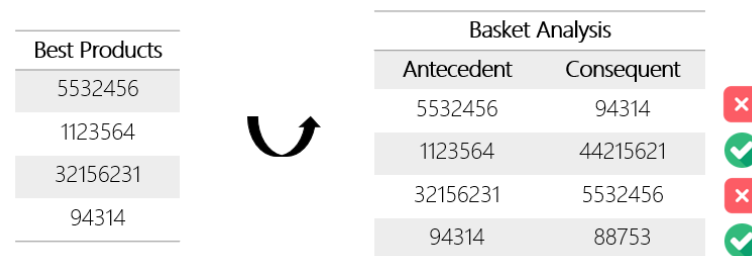 Best Products
5532456
1123564
32156231
94314
Basket Analysis
Antecedent Consequent
5532456 94314
1123564 44215621
32156231 5532456
94314 88753